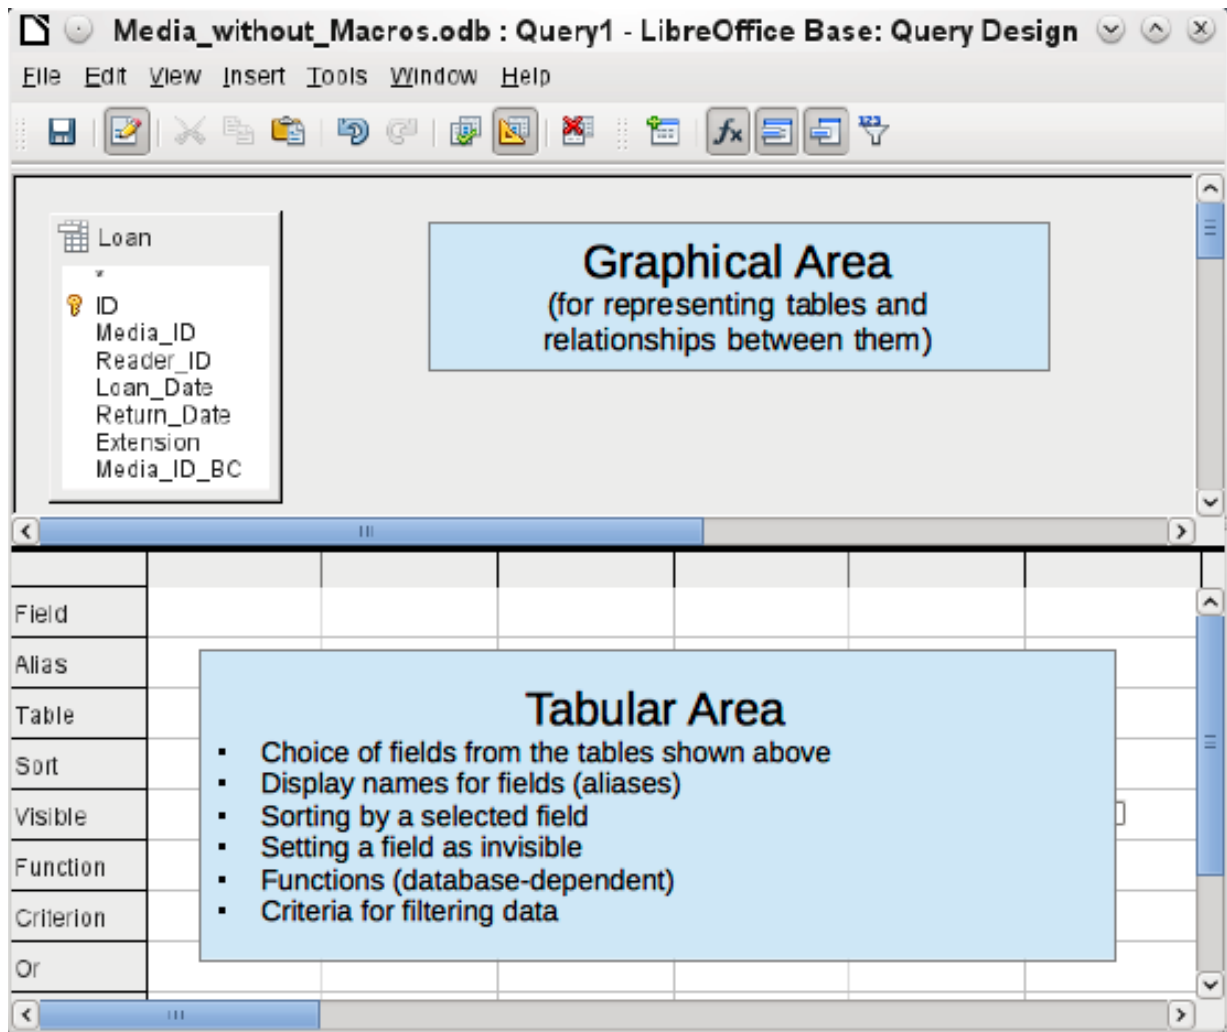 Media_without_Macros.odb : Query1 - LibreOffice Base: Query Design
File Edit View Insert Tools Window Help
fx
123
Loan
*
ID
Media_ID
Reader_ID
Loan_Date
Return_Date
Extension
Media_ID_BC
Graphical Area
(for representing tables and
relationships between them)
Field
Alias
Table
Sort
Visible
Function
Criterion
Or
Tabular Area
▪ Choice of fields from the tables shown above
▪ Display names for fields (aliases)
▪ Sorting by a selected field
▪ Setting a field as invisible
▪ Functions (database-dependent)
▪ Criteria for filtering data